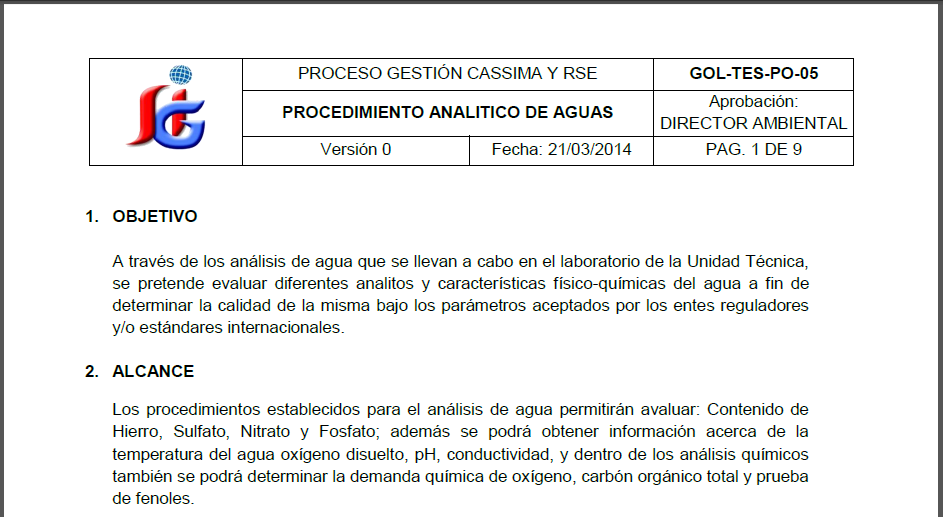 PROCESO GESTIÓN CASSIMA Y RSE
GOL-TES-PO-05
PROCEDIMIENTO ANALITICO DE AGUAS
Aprobación:
DIRECTOR AMBIENTAL
Versión 0
Fecha: 21/03/2014
PAG. 1 DE 9
1. OBJETIVO
A través de los análisis de agua que se llevan a cabo en el laboratorio de la Unidad Técnica,
se pretende evaluar diferentes analitos y características físico-químicas del agua a fin de
determinar la calidad de la misma bajo los parámetros aceptados por los entes reguladores
y/o estándares internacionales.
2. ALCANCE
Los procedimientos establecidos para el análisis de agua permitirán avaluar: Contenido de
Hierro, Sulfato, Nitrato y Fosfato; además se podrá obtener información acerca de la
temperatura del agua oxígeno disuelto, pH, conductividad, y dentro de los análisis químicos
también se podrá determinar la demanda química de oxígeno, carbón orgánico total y prueba
de fenoles.